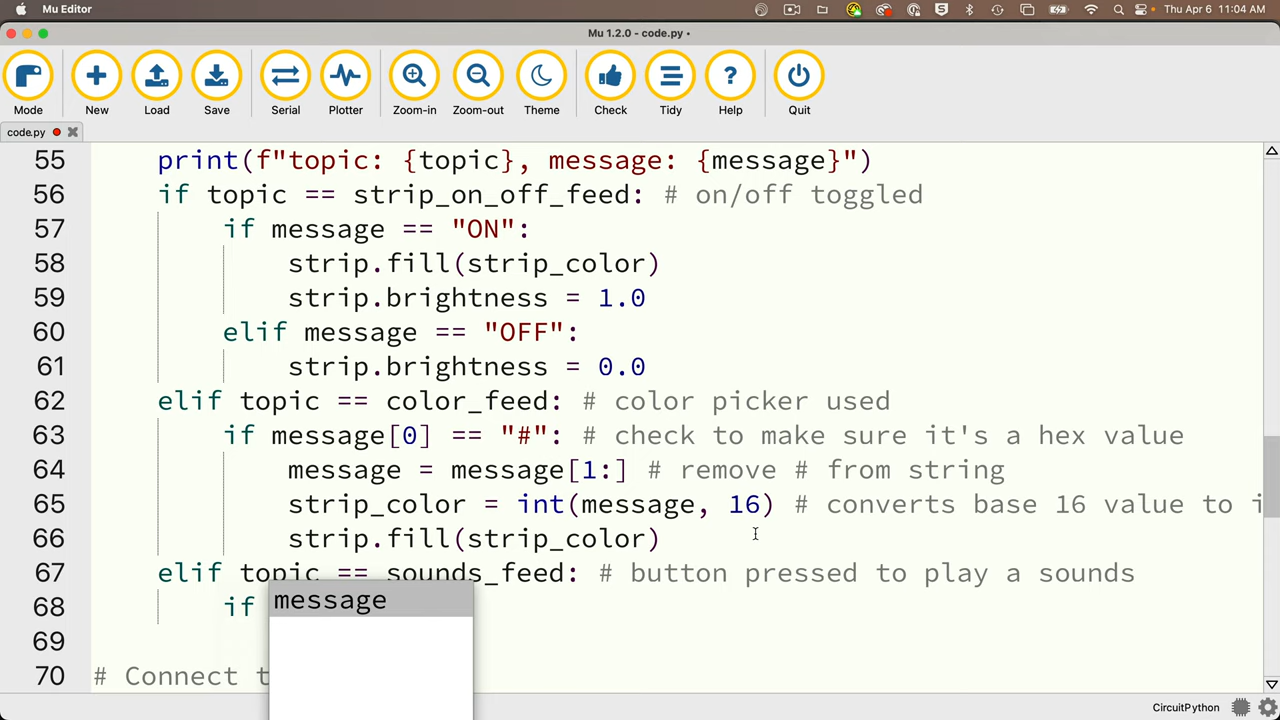 Mu Editor
Thu Apr 6 11:04 AM
Mu 1.2.0 - code.py •
Mode New Load Save Serial Plotter Zoom-in Zoom-out Theme Check Tidy Help Quit
code.py
55 print(f"topic: {topic}, message: {message}")
56 if topic == strip_on_off_feed: # on/off toggled
57 if message == "ON":
58 strip.fill(strip_color)
59 strip.brightness = 1.0
60 elif message == "OFF":
61 strip.brightness = 0.0
62 elif topic == color_feed: # color picker used
63 if message[0] == "#": # check to make sure it's a hex value
64 message = message[1:] # remove # from string
65 strip_color = int(message, 16) # converts base 16 value to i
66 strip.fill(strip_color)
67 elif topic == sounds_feed: # button pressed to play a sounds
message
68 if
69
70 # Connect t
CircuitPython